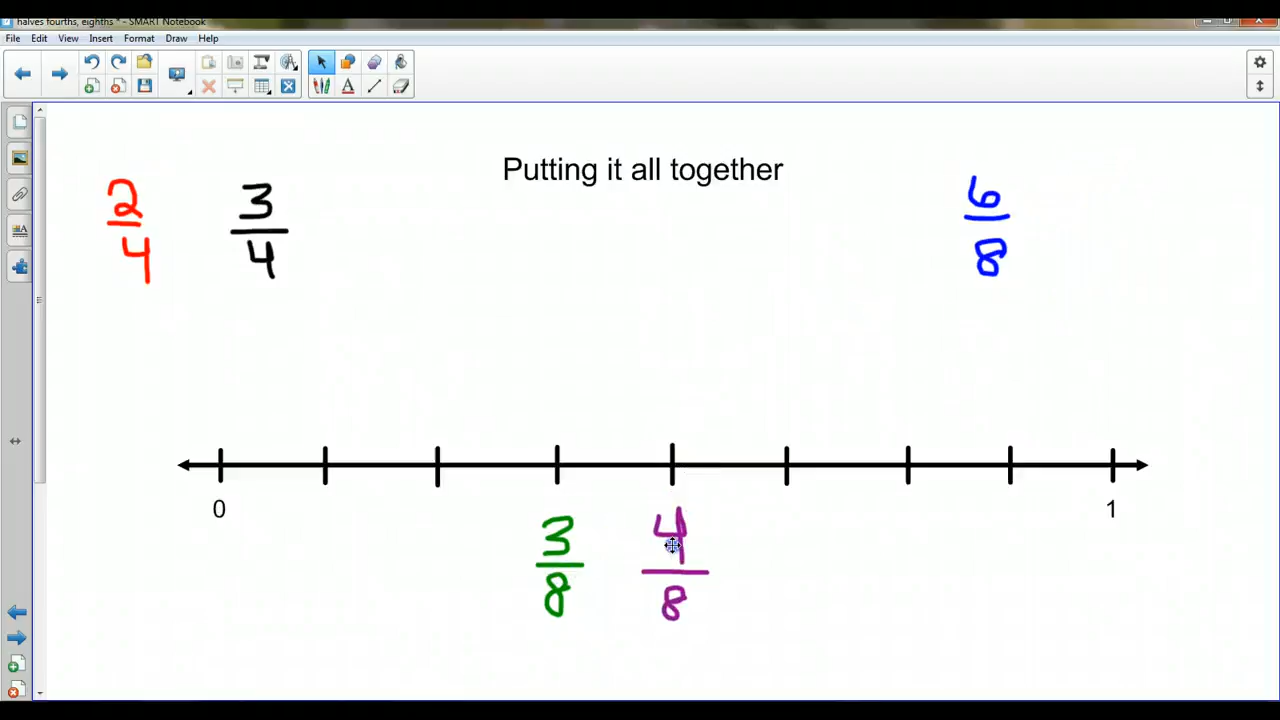 halves fourths, eighths * - SMART Notebook
File Edit View Insert Format Draw Help
Putting it all together
2/4 3/4 6/8
0 1
3/8 4/8